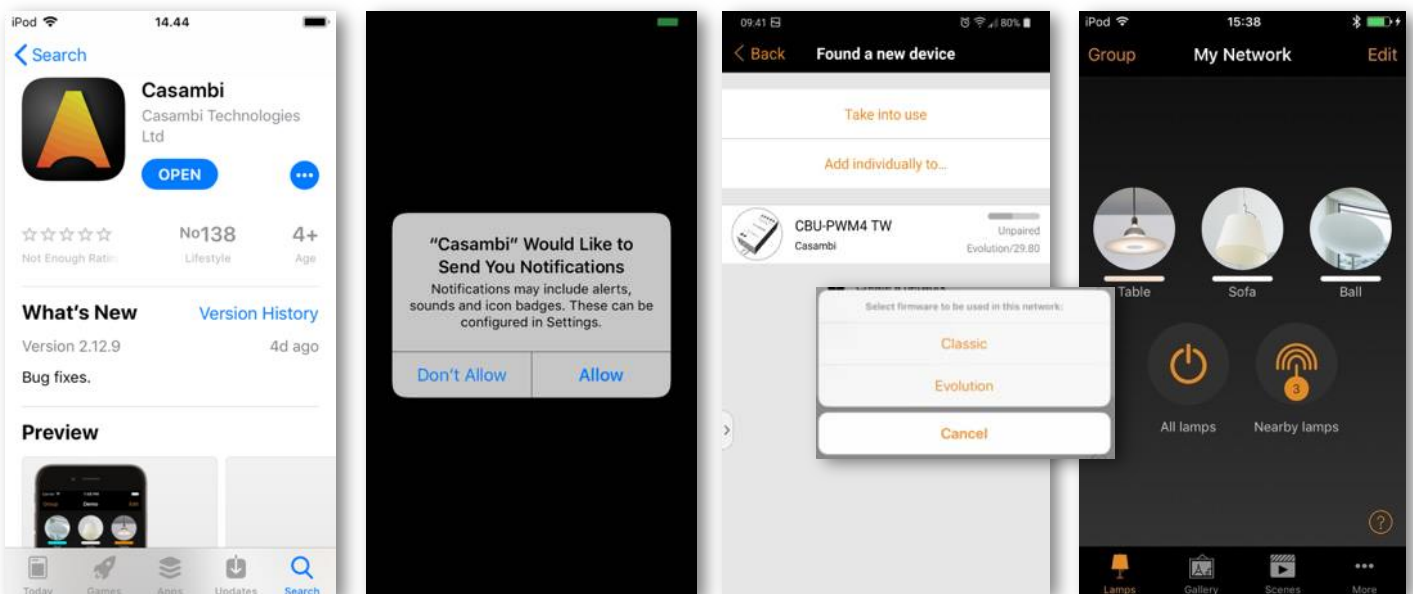 iPod
14.44
Search
Casambi
Casambi Technologies
Ltd
OPEN
No138
4+
Not Enough Ratin
Lifestyle
Age
What's New
Version History
Version 2.12.9
4d ago
Bug fixes.
Preview
Today
Games
Apps
Updates
Search
"Casambi" Would Like to
Send You Notifications
Notifications may include alerts,
sounds and icon badges. These can be
configured in Settings.
Don't Allow
Allow
09:41
80%
Back
Found a new device
Take into use
Add individually to...
CBU-PWM4 TW
Unpaired
Casambi
Evolution/29.80
Select firmware to be used in this network:
Classic
Evolution
Cancel
iPod
15:38
Group
My Network
Edit
Table
Sofa
Ball
3
All lamps
Nearby lamps
?
Lamps
Gallery
Scenes
More